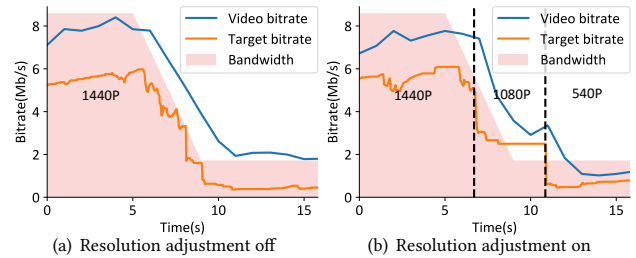 Bitrate(Mb/s)
8
6
4
2
0
1440P
Video bitrate
Target bitrate
Bandwidth
0
5
10
15
Time(s)
(a) Resolution adjustment off
Bitrate(Mb/s)
8
6
4
2
0
1440P
1080P
540P
Video bitrate
Target bitrate
Bandwidth
0
5
10
15
Time(s)
(b) Resolution adjustment on